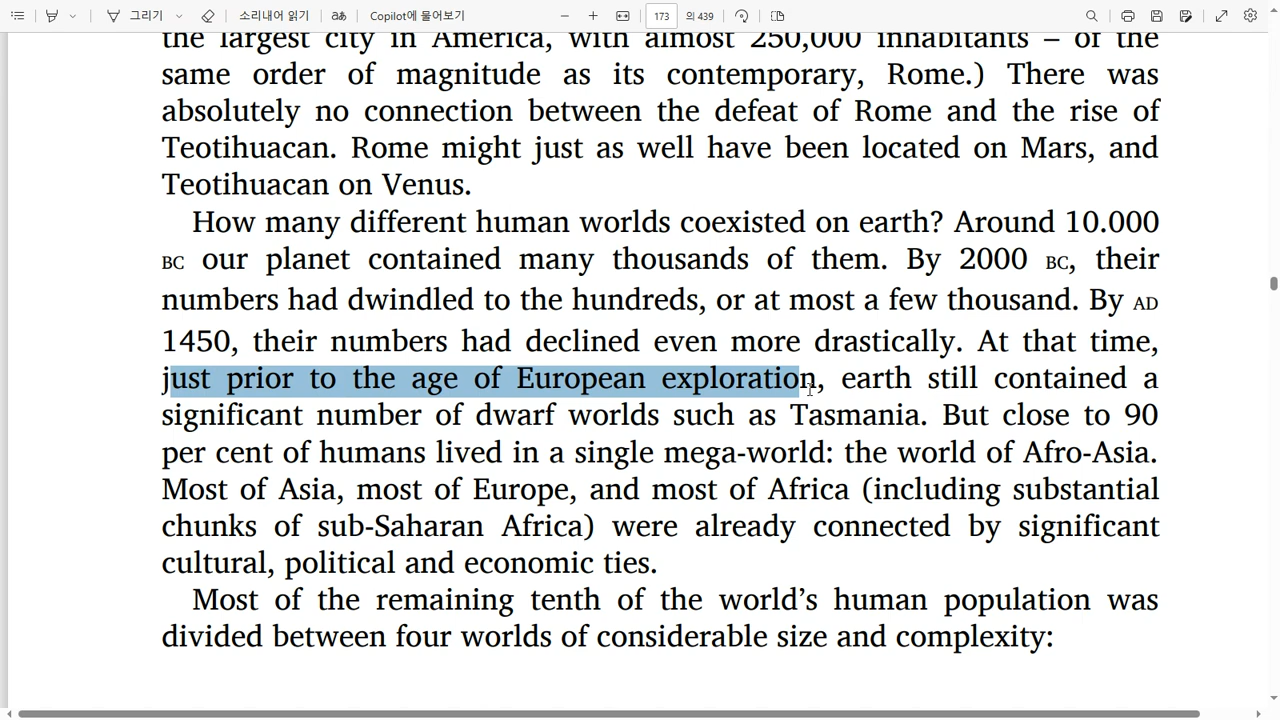 그리기 소리내어 읽기 aあ Copilot에 물어보기 173 의 439
the largest city in America, with almost 250,000 inhabitants – of the
same order of magnitude as its contemporary, Rome.) There was
absolutely no connection between the defeat of Rome and the rise of
Teotihuacan. Rome might just as well have been located on Mars, and
Teotihuacan on Venus.
How many different human worlds coexisted on earth? Around 10.000
BC our planet contained many thousands of them. By 2000 BC, their
numbers had dwindled to the hundreds, or at most a few thousand. By AD
1450, their numbers had declined even more drastically. At that time,
just prior to the age of European exploration, earth still contained a
significant number of dwarf worlds such as Tasmania. But close to 90
per cent of humans lived in a single mega-world: the world of Afro-Asia.
Most of Asia, most of Europe, and most of Africa (including substantial
chunks of sub-Saharan Africa) were already connected by significant
cultural, political and economic ties.
Most of the remaining tenth of the world’s human population was
divided between four worlds of considerable size and complexity: